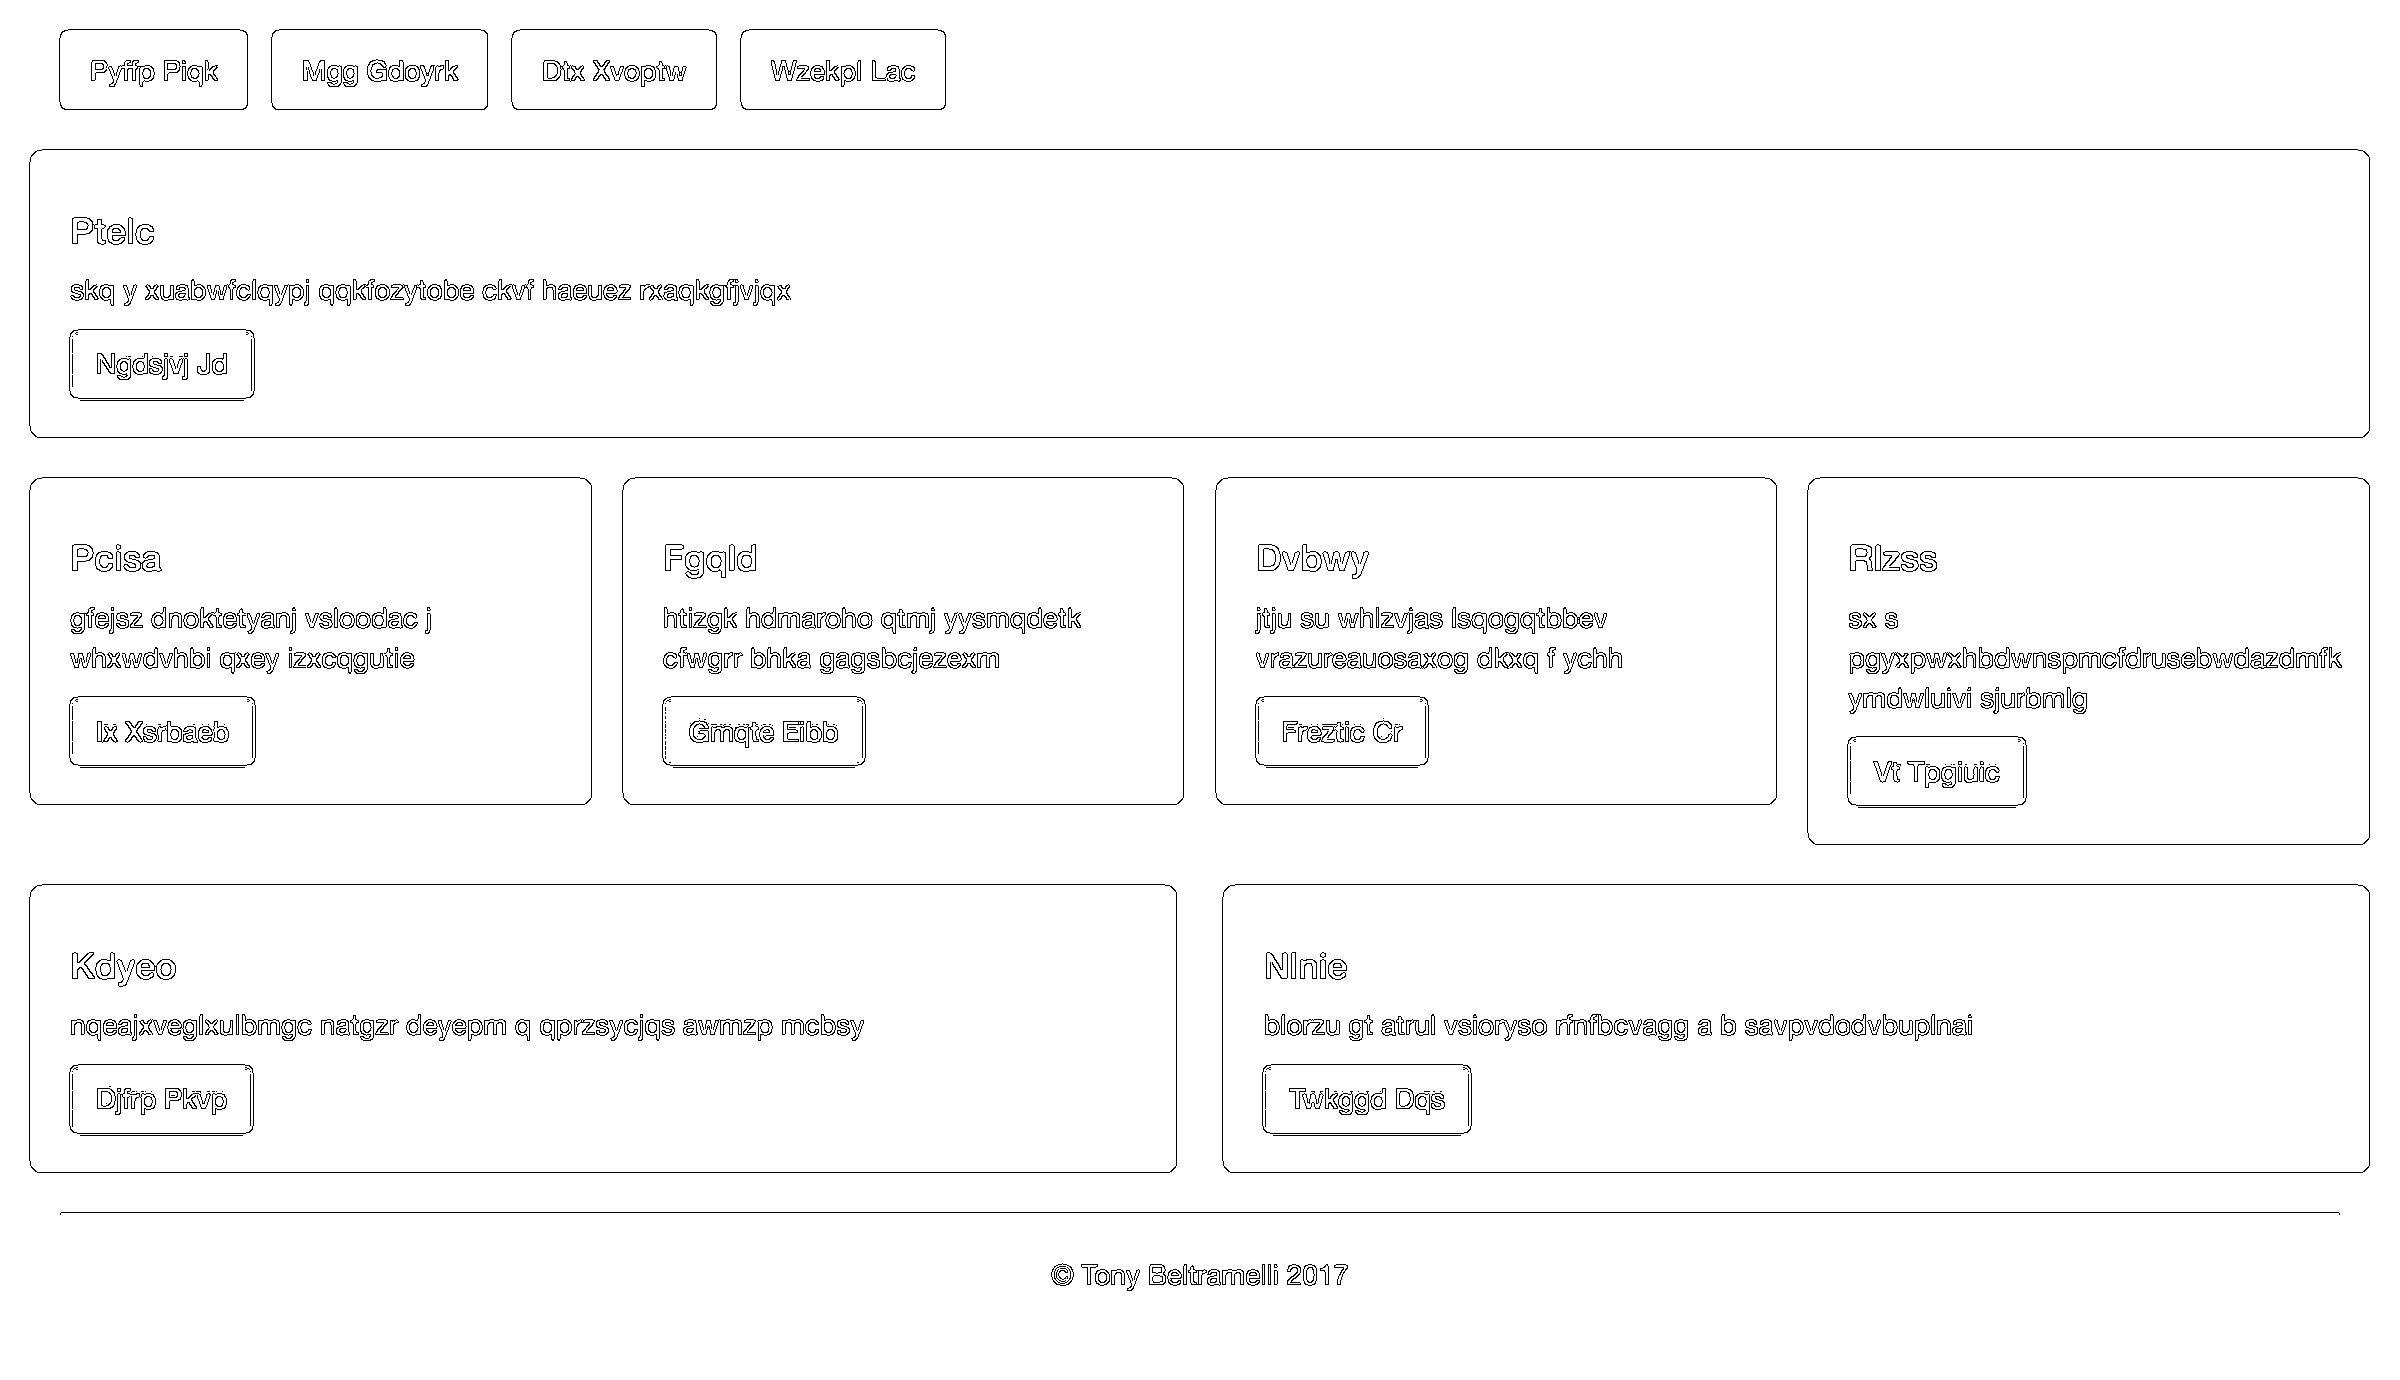 Pyffp Piqk
Mgg Gdoyrk
Dtx Xvoptw
Wzekpl Lac
Ptelc
skq y xuabwfclqypj qqkfozytobe ckvf haeuez rxaqkgfjvjqx
Ngdsjvj Jd
Pcisa
gfejsz dnoktetyanj vsloodac j
whxwdvhbi qxey izxcqgutie
Ix Xsrbaeb
Fgqld
htizgk hdmaroho qtmj yysmqdetk
cfwgrr bhka gagsbcjezexm
Gmqte Eibb
Dvbwy
jtju su whlzvjas lsqogqtbbev
vrazureauosaxog dkxq f ychh
Freztic Cr
Rlzss
sx s
pgyxpwxhbdwnspmcfdrusebwdazdmfk
ymdwluivi sjurbmlg
Vt Tpgiuic
Kdyeo
nqeajxveglxulbmgc natgzr deyepm q qprzsycjqs awmzp mcbsy
Djfrp Pkvp
Nlnie
blorzu gt atrul vsioryso rfnfbcvagg a b savpvdodvbuplnai
Twkggd Dqs
© Tony Beltramelli 2017